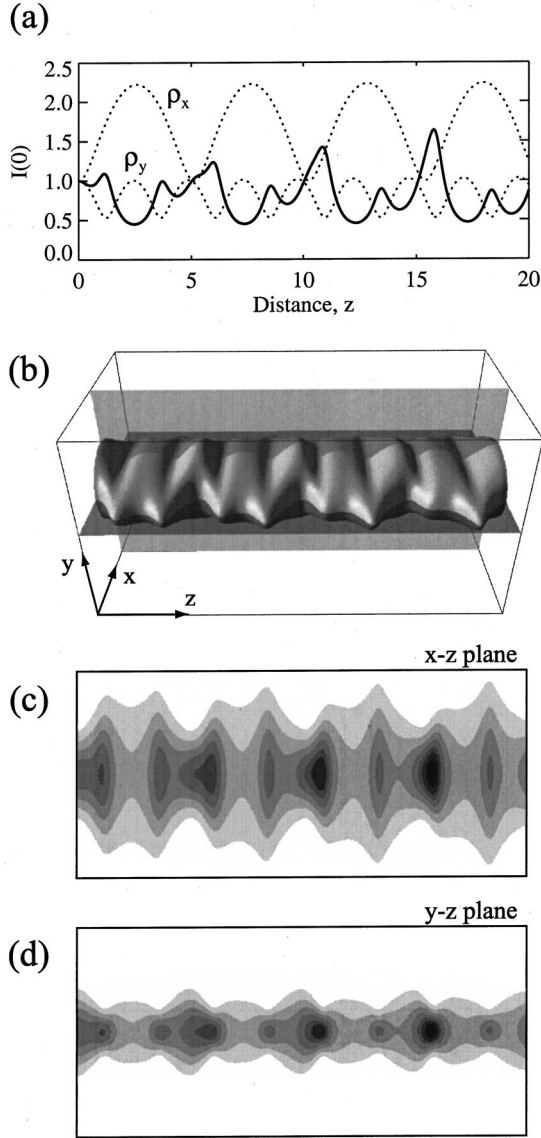 (a)
2.5
2.0
1.5
1.0
0.5
0.0
I(0)
ρx
ρy
0
5
10
15
20
Distance, z
(b)
y
x
z
x-z plane
(c)
y-z plane
(d)